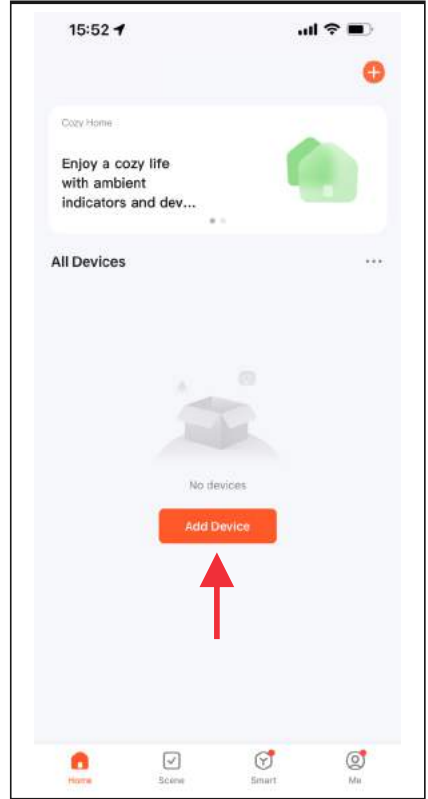 15:52
Cozy Home
Enjoy a cozy life
with ambient
indicators and dev...
All Devices
No devices
Add Device
Home
Scene
Smart
Me